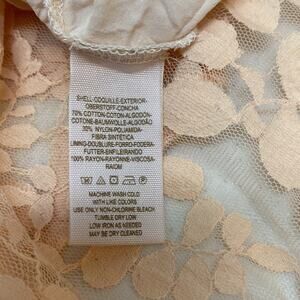 SHELL-COQUILLE-EXTERIOR-
OBERSTOFF-CONCHA
70% COTTON-COTON-ALGODON-
COTONE-BAUMWOLLE-ALGODÃO
30% NYLON-POLIAMIDA-
FIBRA SINTÉTICA
LINING-DOUBLURE-FORRO-FODERA-
FUTTER-ENFILEIRANDO
100% RAYON-RAYONNE-VISCOSA-
RAIOM
MACHINE WASH COLD
WITH LIKE COLORS
USE ONLY NON-CHLORINE BLEACH
TUMBLE DRY LOW
LOW IRON AS NEEDED
MAY BE DRY CLEANED